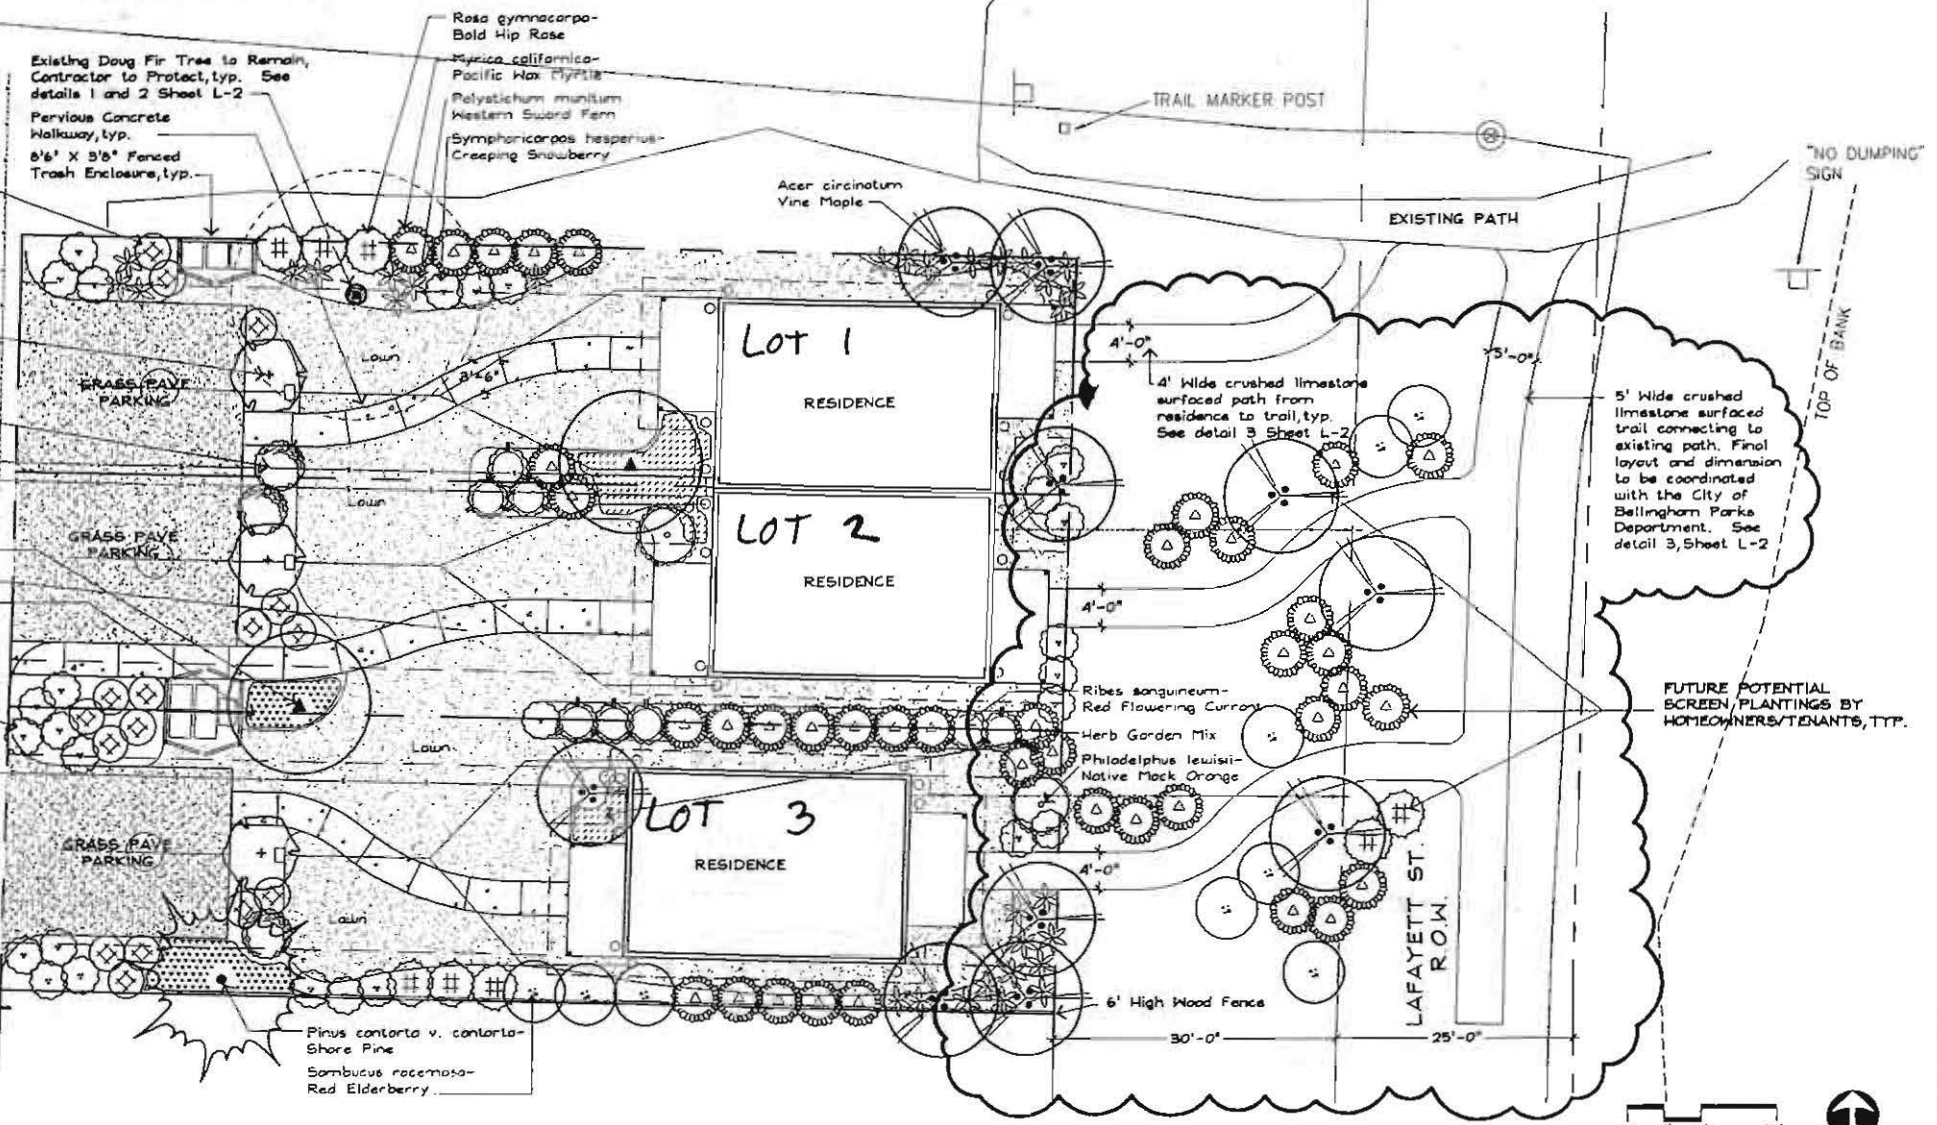 Rosa gymnocarpa-
Bald Hip Rose
Myrica californica-
Pacific Wax Myrtle
Polystichum munitum
Western Sword Fern
Symphoricarpos hesperius-
Creeping Snowberry
Existing Doug Fir Tree to Remain,
Contractor to Protect, typ. See
details 1 and 2 Sheet L-2
Pervious Concrete
Walkway, typ.
Fenced
Trash Enclosure, typ.
Acer circinatum
Vine Maple
TRAIL MARKER POST
"NO DUMPING"
SIGN
EXISTING PATH
TOP OF BANK
LOT 1
RESIDENCE
Lawn
3'-6"
GRASS PAVE
PARKING
4'-0"
4' Wide crushed limestone
surfaced path from
residence to trail, typ.
See detail 3 Sheet L-2
5'-0"
5' Wide crushed
limestone surfaced
trail connecting to
existing path. Final
layout and dimension
to be coordinated
with the City of
Bellingham Parks
Department. See
detail 3, Sheet L-2
Lawn
LOT 2
RESIDENCE
GRASS PAVE
PARKING
4'-0"
Ribes sanguineum-
Red Flowering Currant
Herb Garden Mix
Philadelphus lewisii-
Native Mock Orange
FUTURE POTENTIAL
SCREEN PLANTINGS BY
HOMEOWNERS/TENANTS, TYP.
Lawn
LOT 3
RESIDENCE
GRASS PAVE
PARKING
4'-0"
Lawn
LAFAYETT ST.
R.O.W.
6' High Wood Fence
30'-0"
25'-0"
Pinus contorta v. contorta-
Shore Pine
Sambucus racemosa-
Red Elderberry